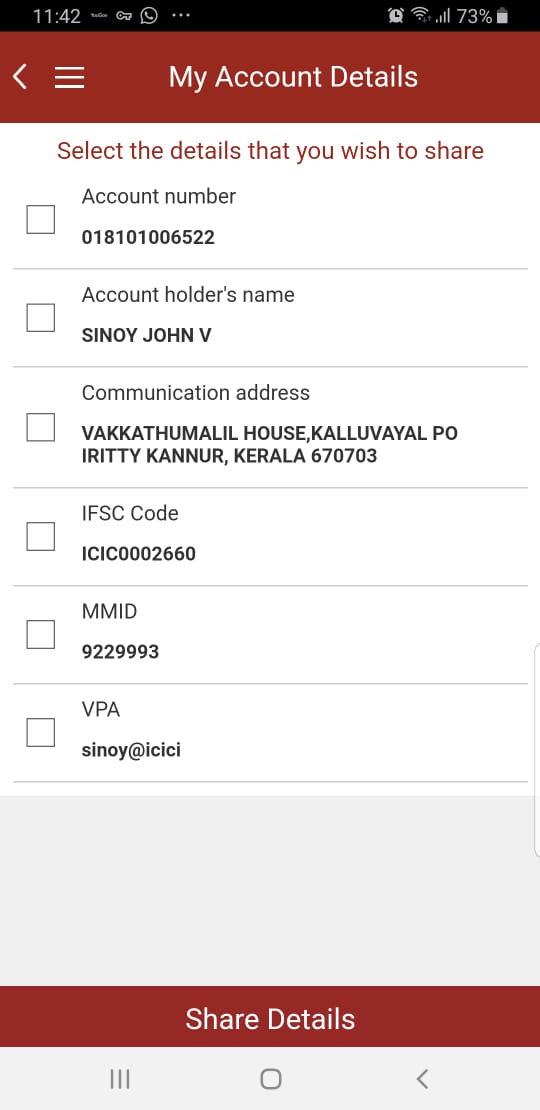 11:42 YouGov ... 73%
My Account Details
Select the details that you wish to share
Account number
018101006522
Account holder's name
SINOY JOHN V
Communication address
VAKKATHUMALIL HOUSE,KALLUVAYAL PO
IRITTY KANNUR, KERALA 670703
IFSC Code
ICIC0002660
MMID
9229993
VPA
sinoy@icici
Share Details